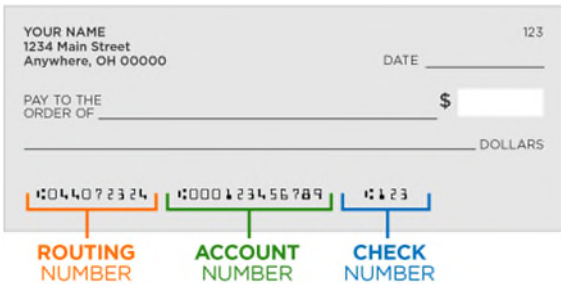 YOUR NAME 123
1234 Main Street
Anywhere, OH 00000 DATE
PAY TO THE
ORDER OF $
DOLLARS
⑆044072324 ⑆000123456789 ⑆123
ROUTING NUMBER
ACCOUNT NUMBER
CHECK NUMBER